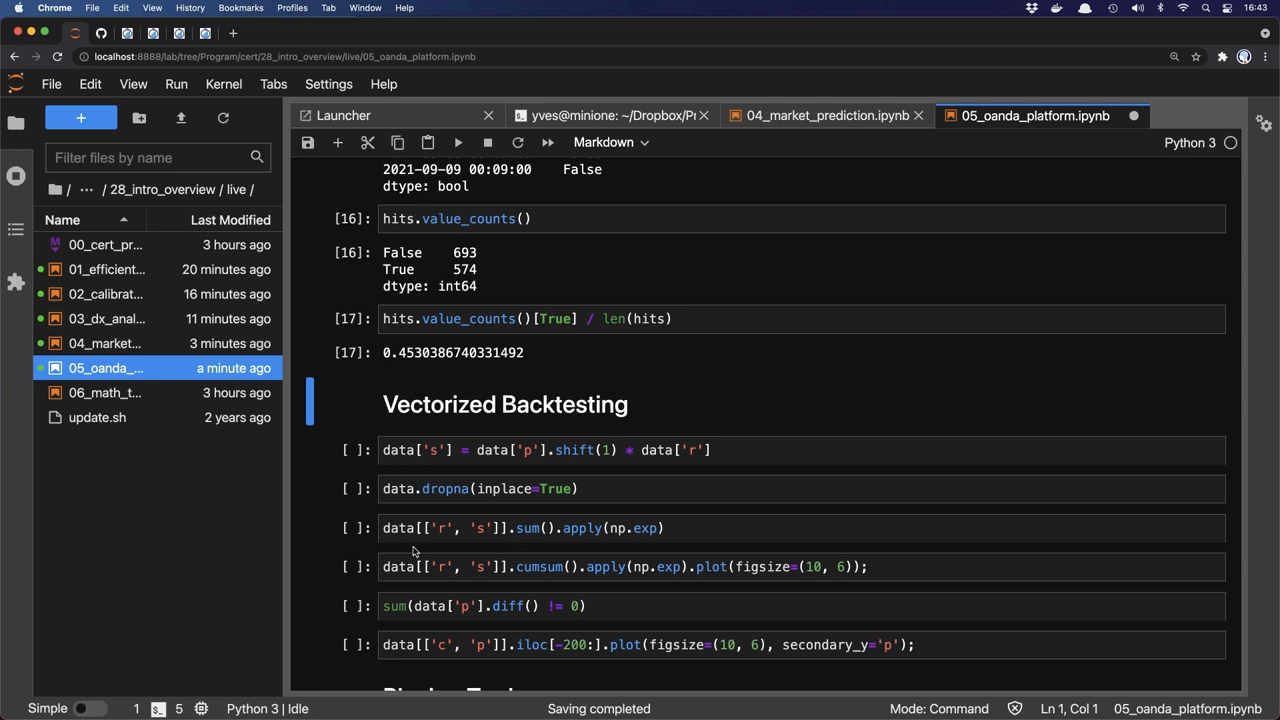 Chrome File Edit View History Bookmarks Profiles Tab Window Help 16:43
localhost:8888/lab/tree/Program/cert/28_intro_overview/live/05_oanda_platform.ipynb
File Edit View Run Kernel Tabs Settings Help
Launcher yves@minione: ~/Dropbox/Pr 04_market_prediction.ipynb 05_oanda_platform.ipynb
Markdown Python 3
Filter files by name
/ ··· / 28_intro_overview / live /
Name Last Modified
00_cert_pr... 3 hours ago
01_efficient... 20 minutes ago
02_calibrat... 16 minutes ago
03_dx_anal... 11 minutes ago
04_market... 3 minutes ago
05_oanda_... a minute ago
06_math_t... 3 hours ago
update.sh 2 years ago
2021-09-09 00:09:00 False
dtype: bool
[16]: hits.value_counts()
[16]: False 693
True 574
dtype: int64
[17]: hits.value_counts()[True] / len(hits)
[17]: 0.4530386740331492
Vectorized Backtesting
[ ]: data['s'] = data['p'].shift(1) * data['r']
[ ]: data.dropna(inplace=True)
[ ]: data[['r', 's']].sum().apply(np.exp)
[ ]: data[['r', 's']].cumsum().apply(np.exp).plot(figsize=(10, 6));
[ ]: sum(data['p'].diff() != 0)
[ ]: data[['c', 'p']].iloc[-200:].plot(figsize=(10, 6), secondary_y='p');
Simple 1 5 Python 3 | Idle Saving completed Mode: Command Ln 1, Col 1 05_oanda_platform.ipynb